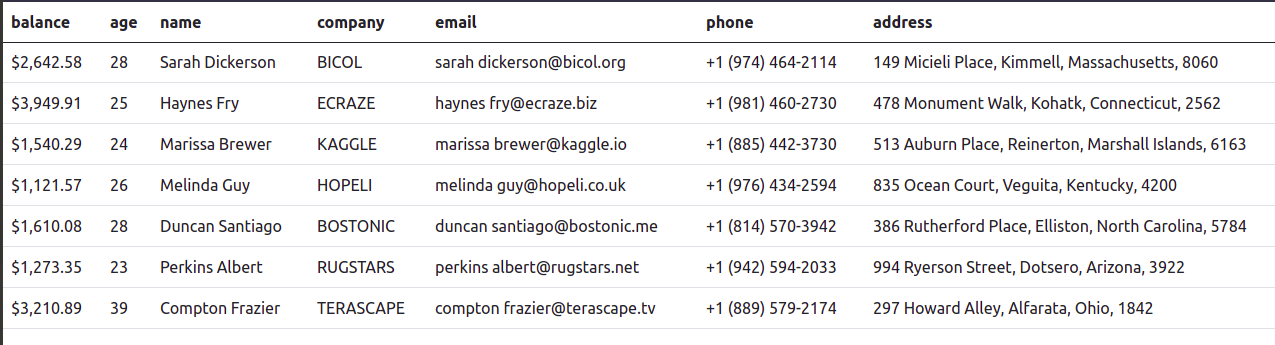 balance age name company email phone address
$2,642.58 28 Sarah Dickerson BICOL sarah dickerson@bicol.org +1 (974) 464-2114 149 Micieli Place, Kimmell, Massachusetts, 8060
$3,949.91 25 Haynes Fry ECRAZE haynes fry@ecraze.biz +1 (981) 460-2730 478 Monument Walk, Kohatk, Connecticut, 2562
$1,540.29 24 Marissa Brewer KAGGLE marissa brewer@kaggle.io +1 (885) 442-3730 513 Auburn Place, Reinerton, Marshall Islands, 6163
$1,121.57 26 Melinda Guy HOPELI melinda guy@hopeli.co.uk +1 (976) 434-2594 835 Ocean Court, Veguita, Kentucky, 4200
$1,610.08 28 Duncan Santiago BOSTONIC duncan santiago@bostonic.me +1 (814) 570-3942 386 Rutherford Place, Elliston, North Carolina, 5784
$1,273.35 23 Perkins Albert RUGSTARS perkins albert@rugstars.net +1 (942) 594-2033 994 Ryerson Street, Dotsero, Arizona, 3922
$3,210.89 39 Compton Frazier TERASCAPE compton frazier@terascape.tv +1 (889) 579-2174 297 Howard Alley, Alfarata, Ohio, 1842